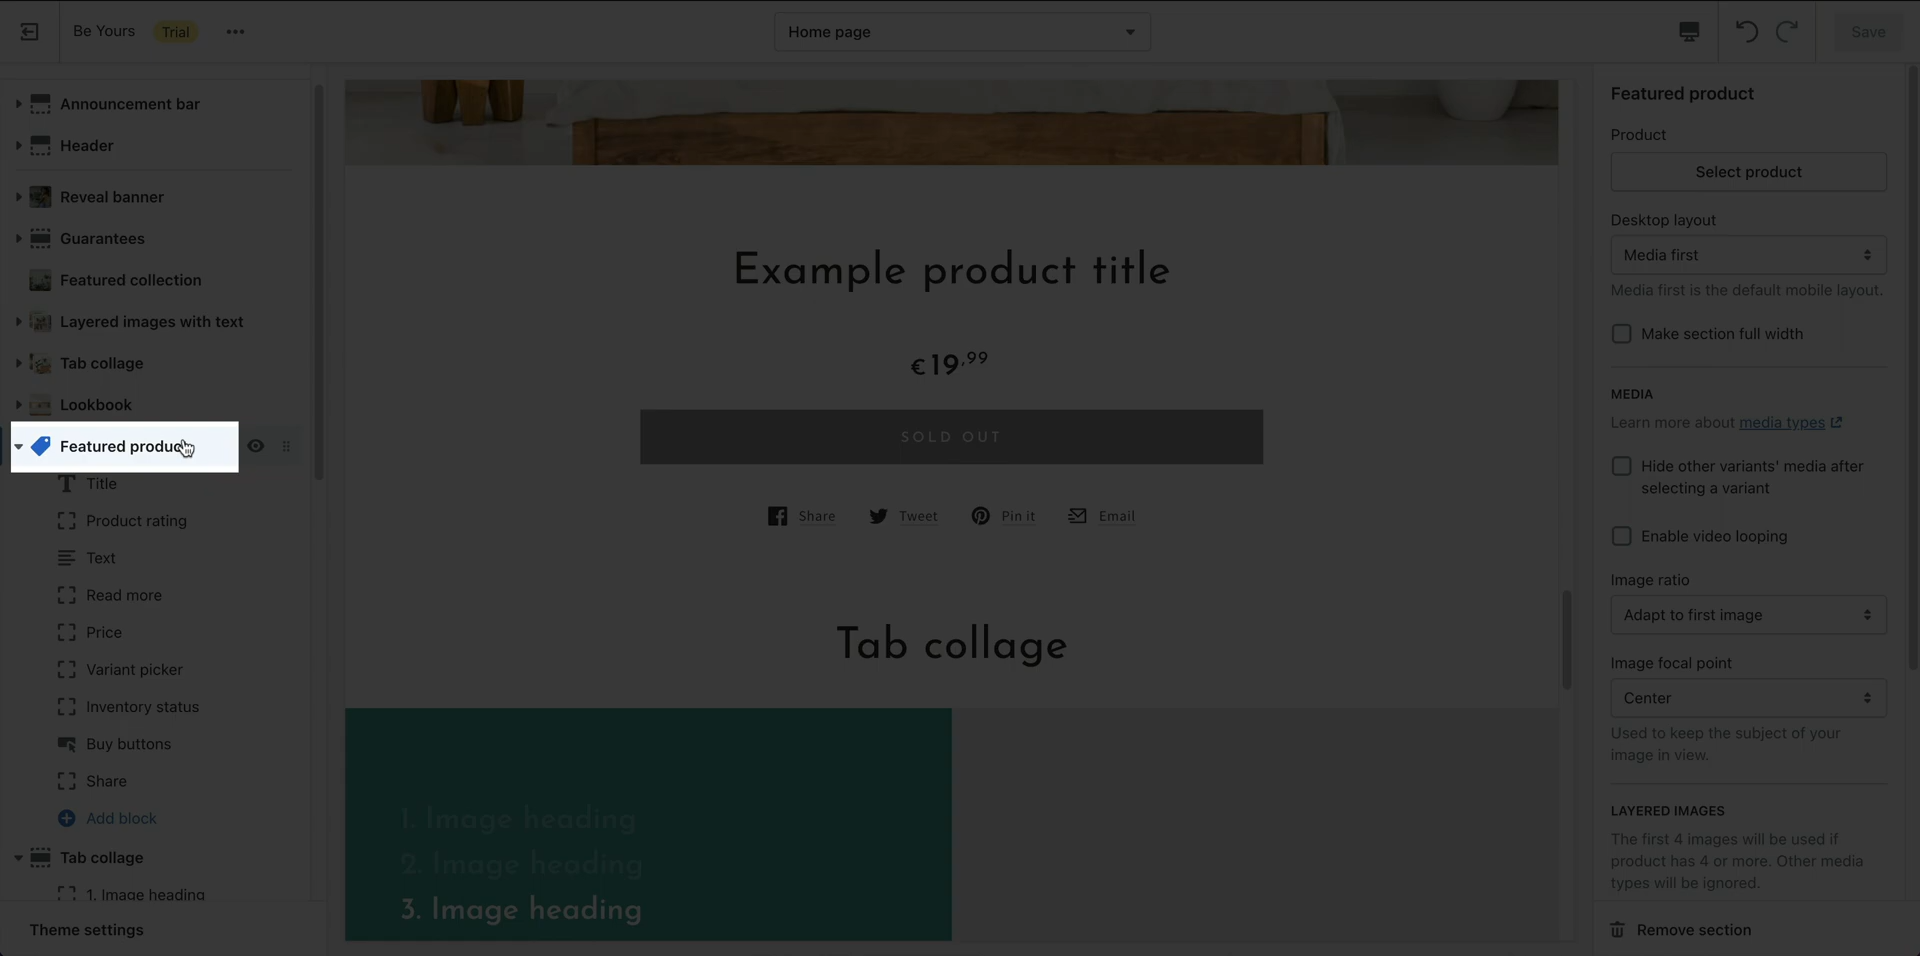 Be Yours
Trial
Home page
Save
Announcement bar
Header
Reveal banner
Guarantees
Featured collection
Layered images with text
Tab collage
Lookbook
Featured product
Title
Product rating
Text
Read more
Price
Variant picker
Inventory status
Buy buttons
Share
Add block
Tab collage
1. Image heading
Theme settings
Example product title
€19,99
SOLD OUT
Share Tweet Pin it Email
Tab collage
1. Image heading
2. Image heading
3. Image heading
Featured product
Product
Select product
Desktop layout
Media first
Media first is the default mobile layout.
Make section full width
MEDIA
Learn more about media types
Hide other variants' media after
selecting a variant
Enable video looping
Image ratio
Adapt to first image
Image focal point
Center
Used to keep the subject of your
image in view.
LAYERED IMAGES
The first 4 images will be used if
product has 4 or more. Other media
types will be ignored.
Remove section